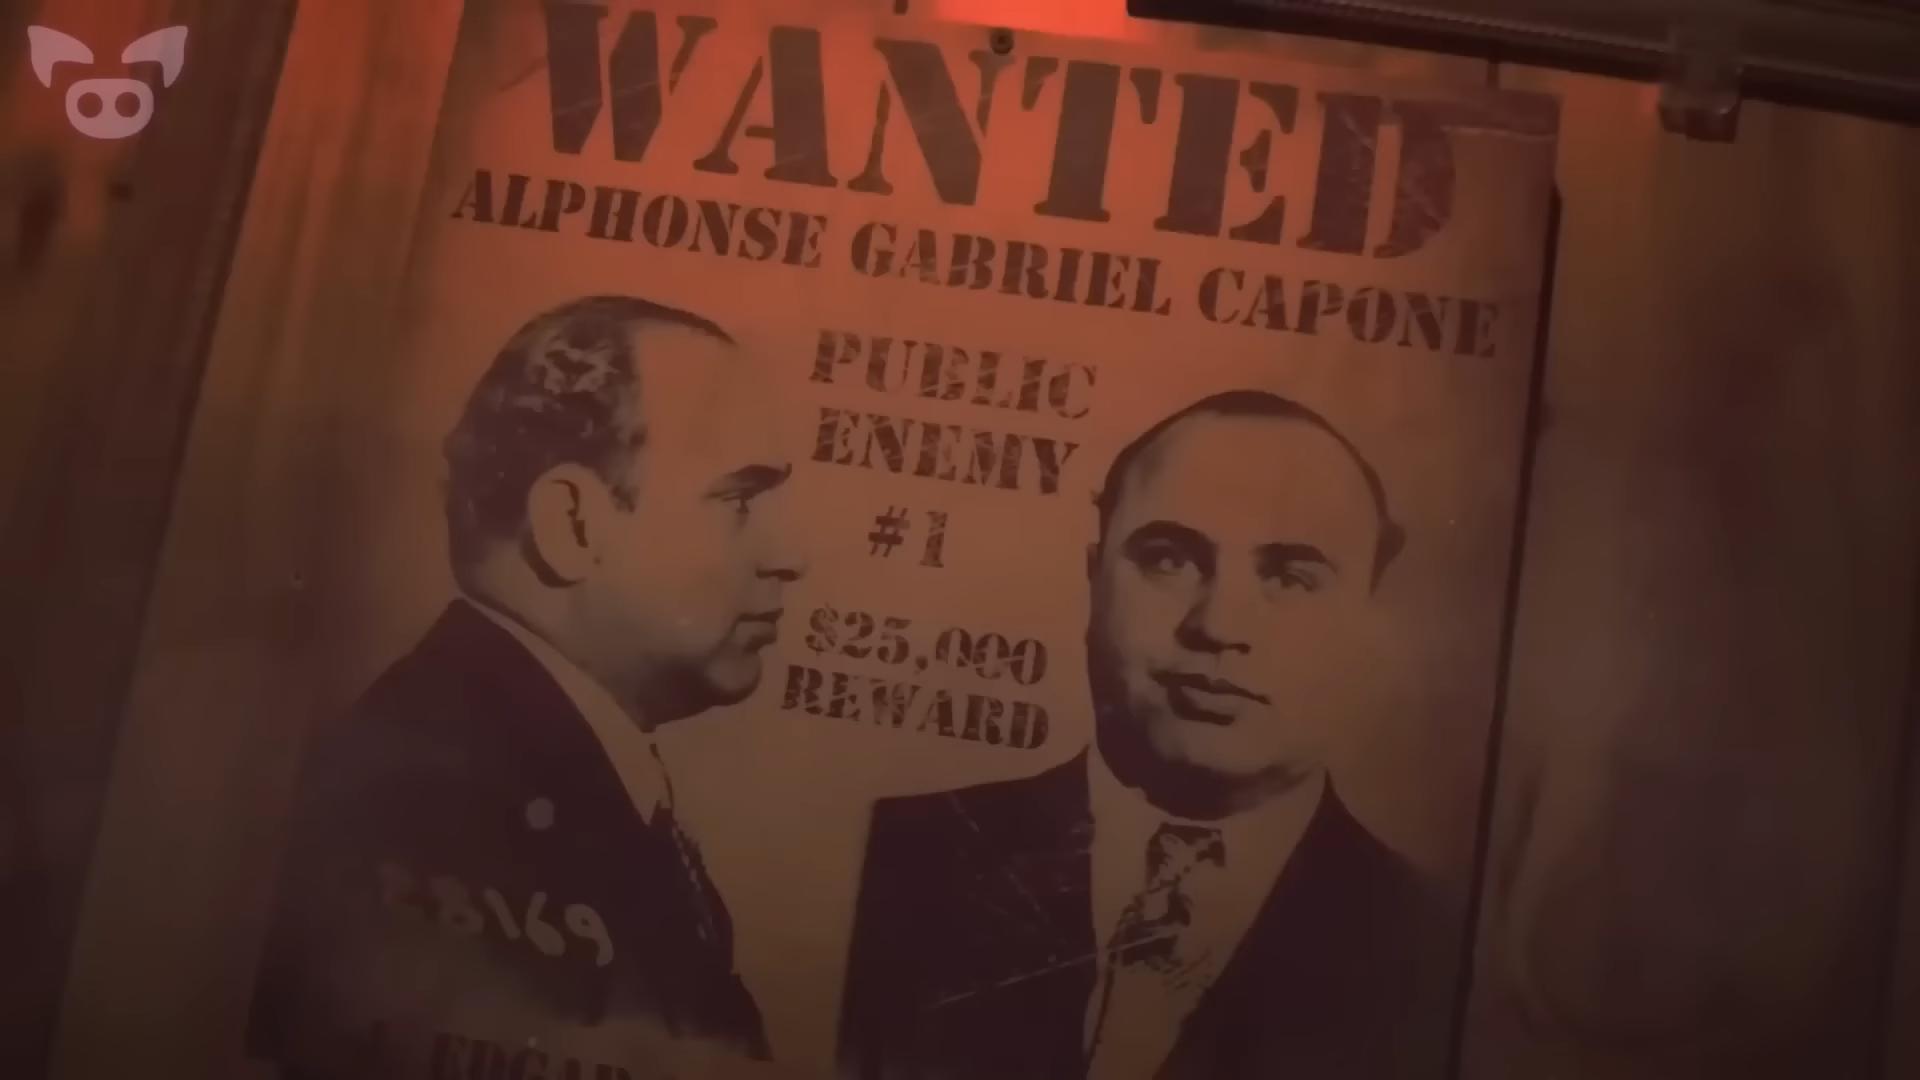 WANTED
ALPHONSE GABRIEL CAPONE
PUBLIC
ENEMY
#1
$25,000
REWARD